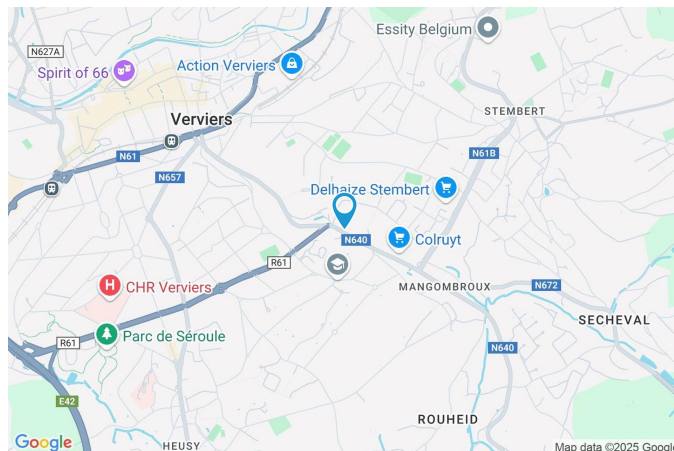 Essity Belgium
N627A
Spirit of 66
Action Verviers
STEMBERT
Verviers
N61
N61B
N657
Delhaize Stembert
N640
Colruyt
R61
CHR Verviers
MANGOMBROUX
N672
SECHEVAL
Parc de Séroule
R61
N640
E42
ROUHEID
HEUSY
Google
Map data ©2025 Google
H